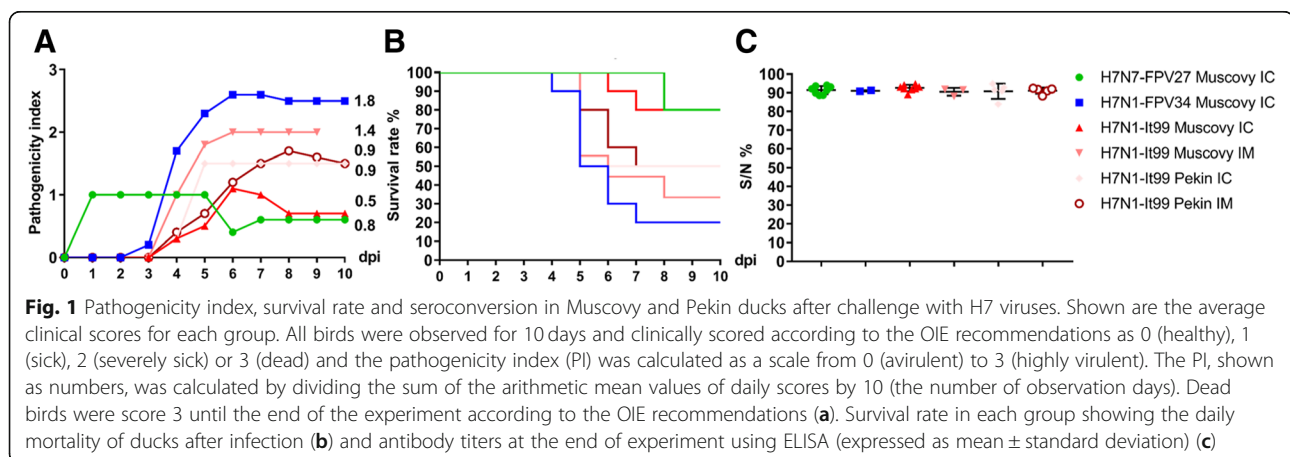 A
B
C
Pathogenicity index
3
2
1
0
0 1 2 3 4 5 6 7 8 9 10
dpi
1.8
1.4
0.9
0.9
0.5
0.8
Survival rate %
100
90
80
70
60
50
40
30
20
10
0
0 1 2 3 4 5 6 7 8 9 10
dpi
S/N %
100
90
80
70
60
50
40
30
20
10
0
H7N7-FPV27 Muscovy IC
H7N1-FPV34 Muscovy IC
H7N1-It99 Muscovy IC
H7N1-It99 Muscovy IM
H7N1-It99 Pekin IC
H7N1-It99 Pekin IM
Fig. 1 Pathogenicity index, survival rate and seroconversion in Muscovy and Pekin ducks after challenge with H7 viruses. Shown are the average
clinical scores for each group. All birds were observed for 10 days and clinically scored according to the OIE recommendations as 0 (healthy), 1
(sick), 2 (severely sick) or 3 (dead) and the pathogenicity index (PI) was calculated as a scale from 0 (avirulent) to 3 (highly virulent). The PI, shown
as numbers, was calculated by dividing the sum of the arithmetic mean values of daily scores by 10 (the number of observation days). Dead
birds were score 3 until the end of the experiment according to the OIE recommendations (a). Survival rate in each group showing the daily
mortality of ducks after infection (b) and antibody titers at the end of experiment using ELISA (expressed as mean ± standard deviation) (c)